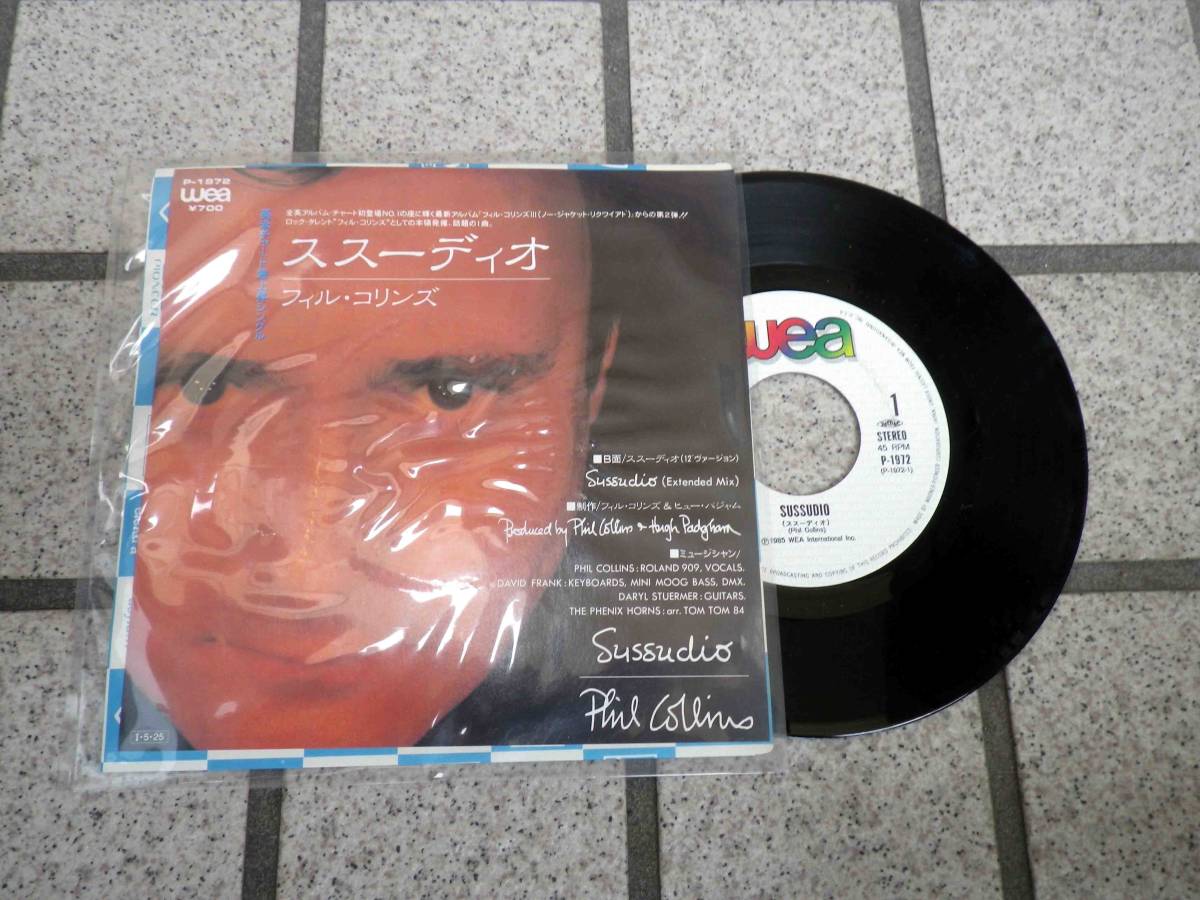 P-1972
wea
¥700
全英アルバム・チャート初登場NO.1の座に輝く最新アルバム「フィル・コリンズIII(ノー・ジャケット・リクワイアド)」からの第2弾!!
ロック・タレント"フィル・コリンズ"としての本領発揮、話題の1曲。
ススーディオ
フィル・コリンズ
■B面/ススーディオ(12″ヴァージョン)
Sussudio (Extended Mix)
■制作/フィル・コリンズ&ヒュー・パジャム
Produced by Phil Collins & Hugh Padgham
■ミュージシャン/
PHIL COLLINS : ROLAND 909, VOCALS.
DAVID FRANK : KEYBOARDS, MINI MOOG BASS, DMX.
DARYL STUERMER : GUITARS.
THE PHENIX HORNS : arr. TOM TOM 84
Sussudio
Phil Collins
I-5-25
PIONEER
wea
1
STEREO
45 RPM
P-1972
(P-1972-1)
SUSSUDIO
(ススーディオ)
(Phil Collins)
Ⓟ1985 WEA International Inc.
BROADCASTING AND COPYING OF THIS